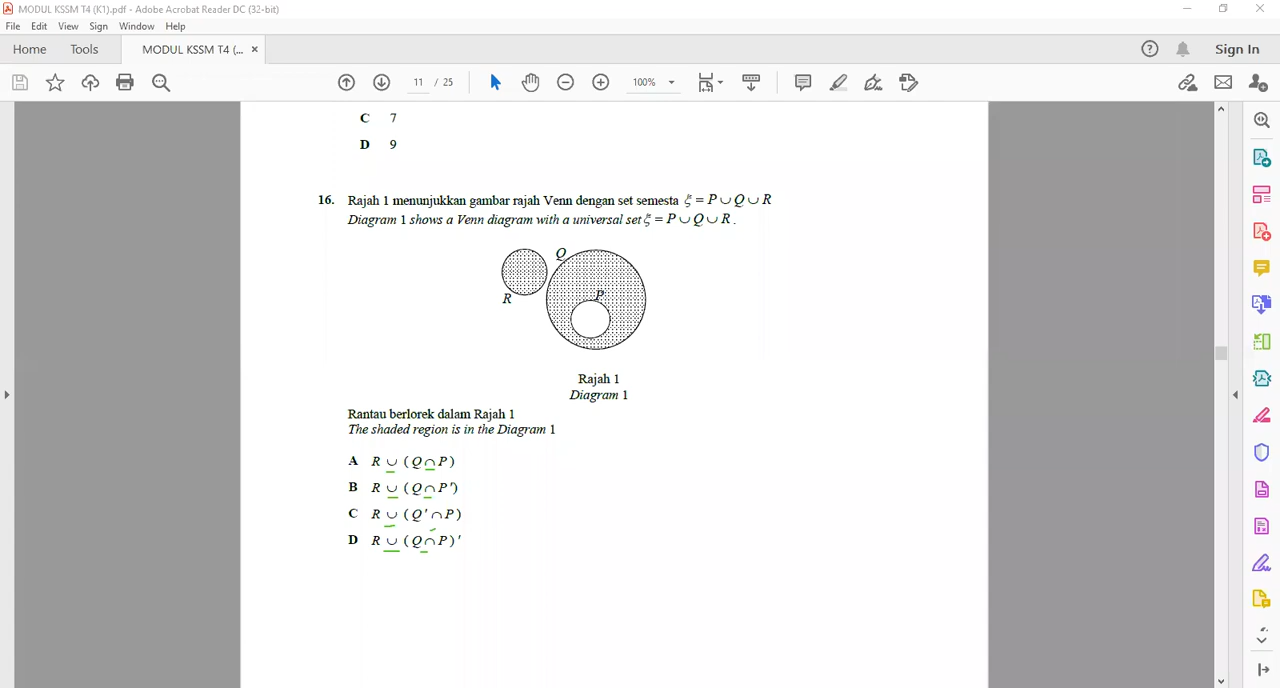 MODUL KSSM T4 (K1).pdf - Adobe Acrobat Reader DC (32-bit)
File Edit View Sign Window Help
Home Tools MODUL KSSM T4 (... × Sign In
11 / 25 100%
C 7
D 9
16. Rajah 1 menunjukkan gambar rajah Venn dengan set semesta ξ = P ∪ Q ∪ R
Diagram 1 shows a Venn diagram with a universal set ξ = P ∪ Q ∪ R .
Q
P
R
Rajah 1
Diagram 1
Rantau berlorek dalam Rajah 1
The shaded region is in the Diagram 1
A R ∪ ( Q ∩ P )
B R ∪ ( Q ∩ P')
C R ∪ ( Q' ∩ P )
D R ∪ ( Q ∩ P )'